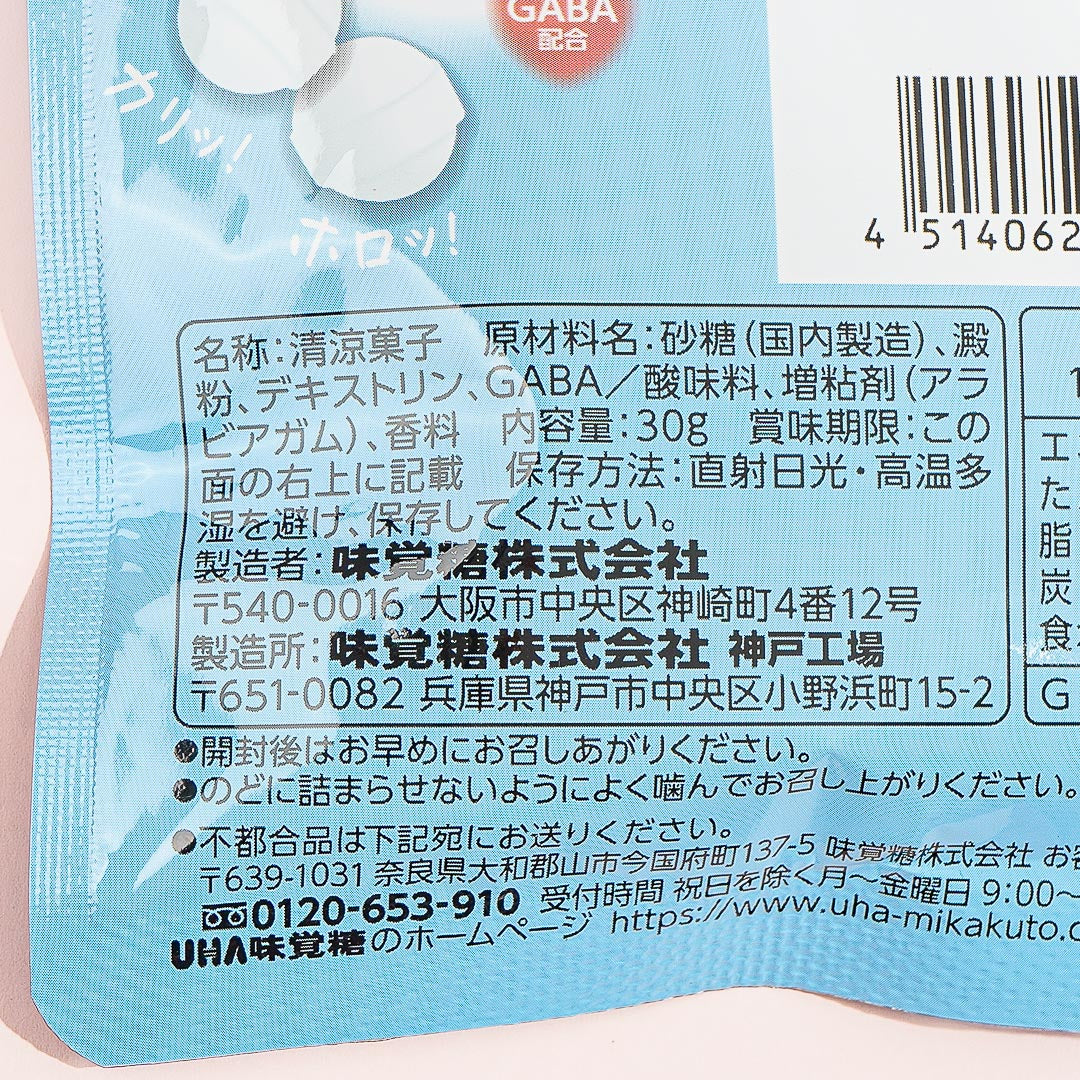 GABA
配合
カリッ!
ホロッ!
4 514062
名称:清涼菓子 原材料名:砂糖(国内製造)、澱
粉、デキストリン、GABA/酸味料、増粘剤(アラ
ビアガム)、香料 内容量:30g 賞味期限:この
面の右上に記載 保存方法:直射日光・高温多
湿を避け、保存してください。
製造者:味覚糖株式会社
〒540-0016 大阪市中央区神崎町4番12号
製造所:味覚糖株式会社 神戸工場
〒651-0082 兵庫県神戸市中央区小野浜町15-2
1
エ
た
脂
炭
食
G
●開封後はお早めにお召しあがりください。
●のどに詰まらせないようによく噛んでお召し上がりください。
●不都合品は下記宛にお送りください。
〒639-1031 奈良県大和郡山市今国府町137-5 味覚糖株式会社 お客
0120-653-910 受付時間 祝日を除く月〜金曜日 9:00〜
UHA味覚糖のホームページ https://www.uha-mikakuto.c